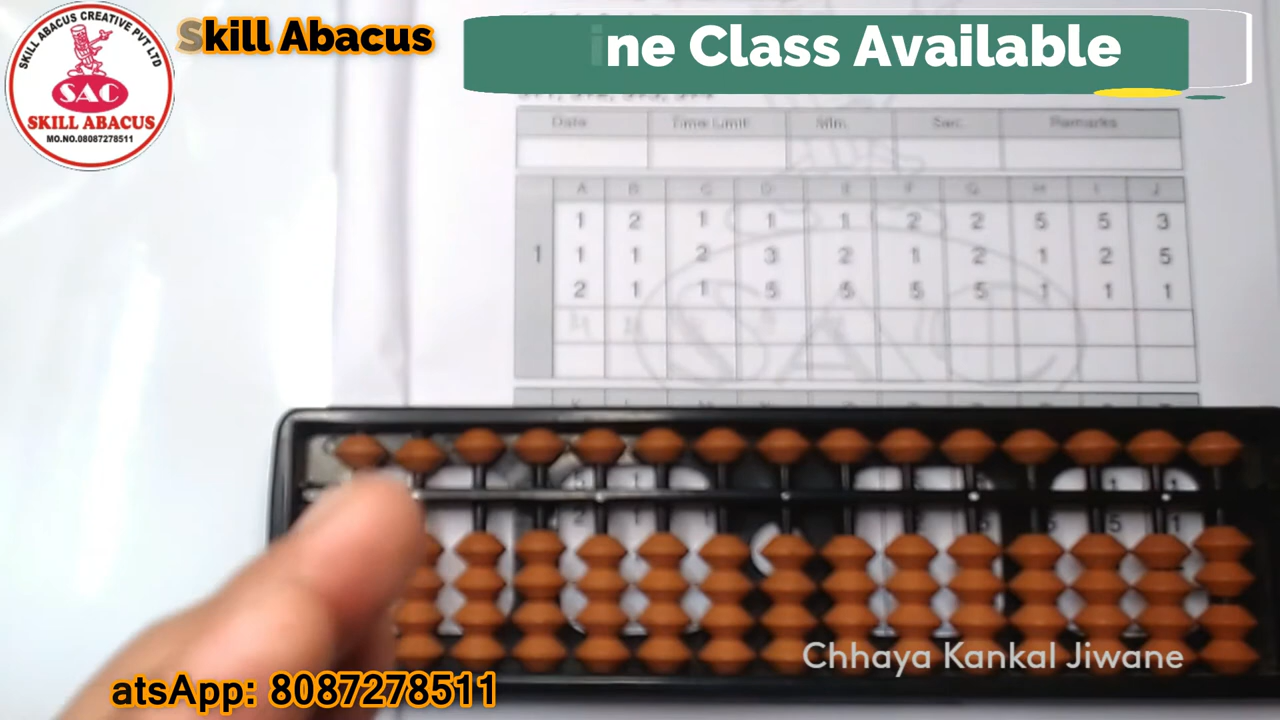 SKILL ABACUS CREATIVE PVT LTD
SAC
SKILL ABACUS
MO.NO.08087278511
Skill Abacus
ine Class Available
Date Time Limit Min. Sec. Remarks
A B C D E F G H I J
1 2 1 1 1 2 2 5 5 3
1 1 1 2 3 2 1 2 1 2 5
2 1 1 5 5 5 5 1 1 1
SAC
Chhaya Kankal Jiwane
atsApp: 8087278511